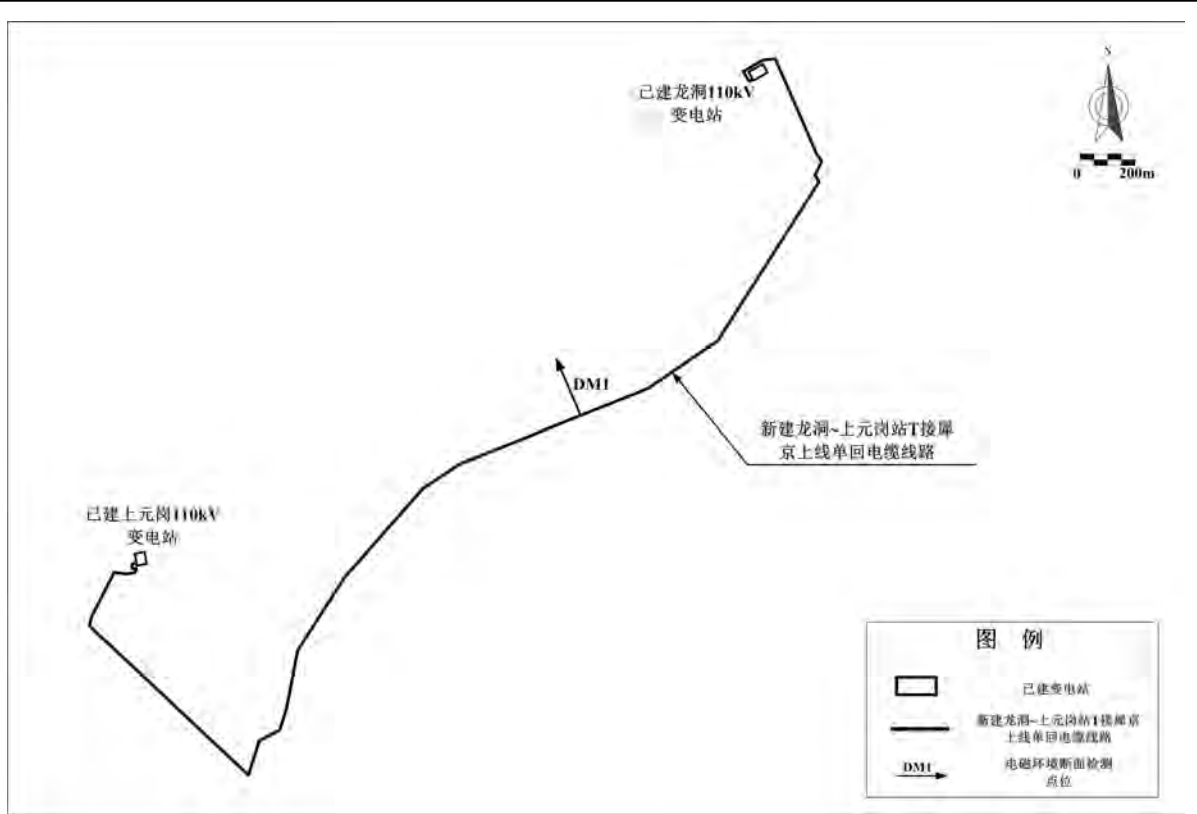 S
已建龙洞110kV
变电站
0 200m
DM1
新建龙洞~上元岗站T接犀
京上线单回电缆线路
已建上元岗110kV
变电站
图 例
已建变电站
新建龙洞~上元岗站T接犀京
上线单回电缆线路
DM1
电磁环境断面检测
点位